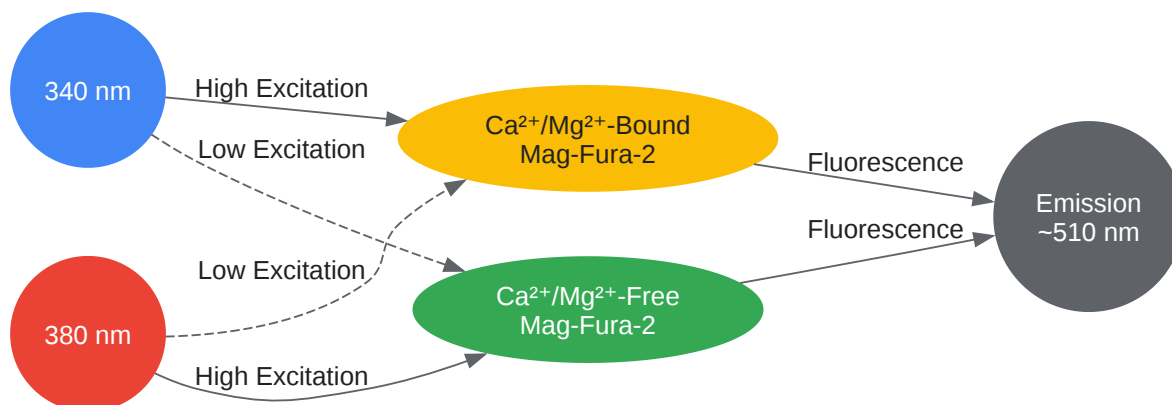 340 nm
High Excitation
Low Excitation
Ca²⁺/Mg²⁺-Bound
Mag-Fura-2
Fluorescence
Emission
~510 nm
Fluorescence
380 nm
Low Excitation
High Excitation
Ca²⁺/Mg²⁺-Free
Mag-Fura-2